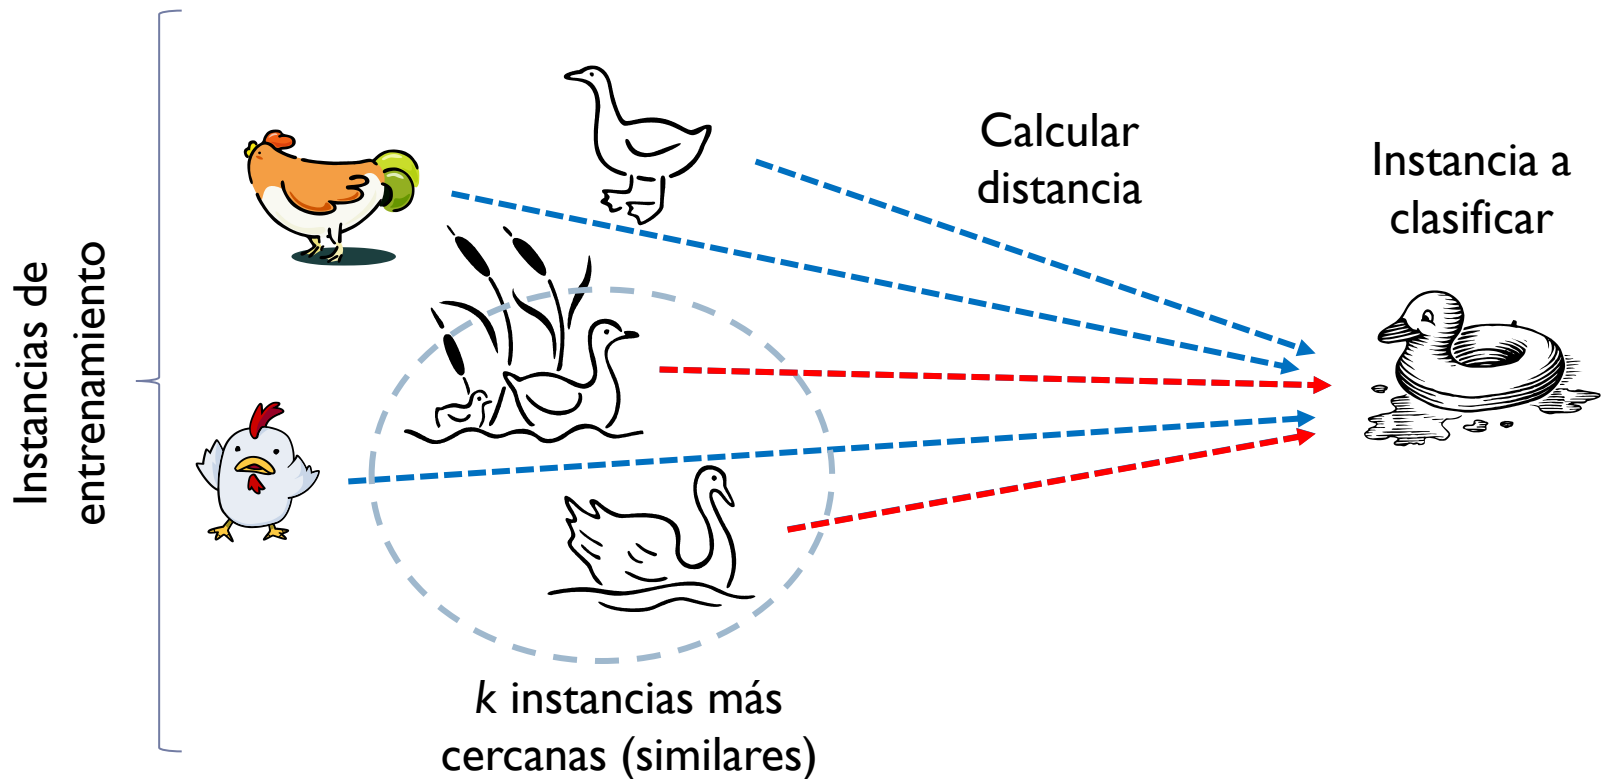 Instancias de
entrenamiento
Calcular
distancia
Instancia a
clasificar
k instancias más
cercanas (similares)